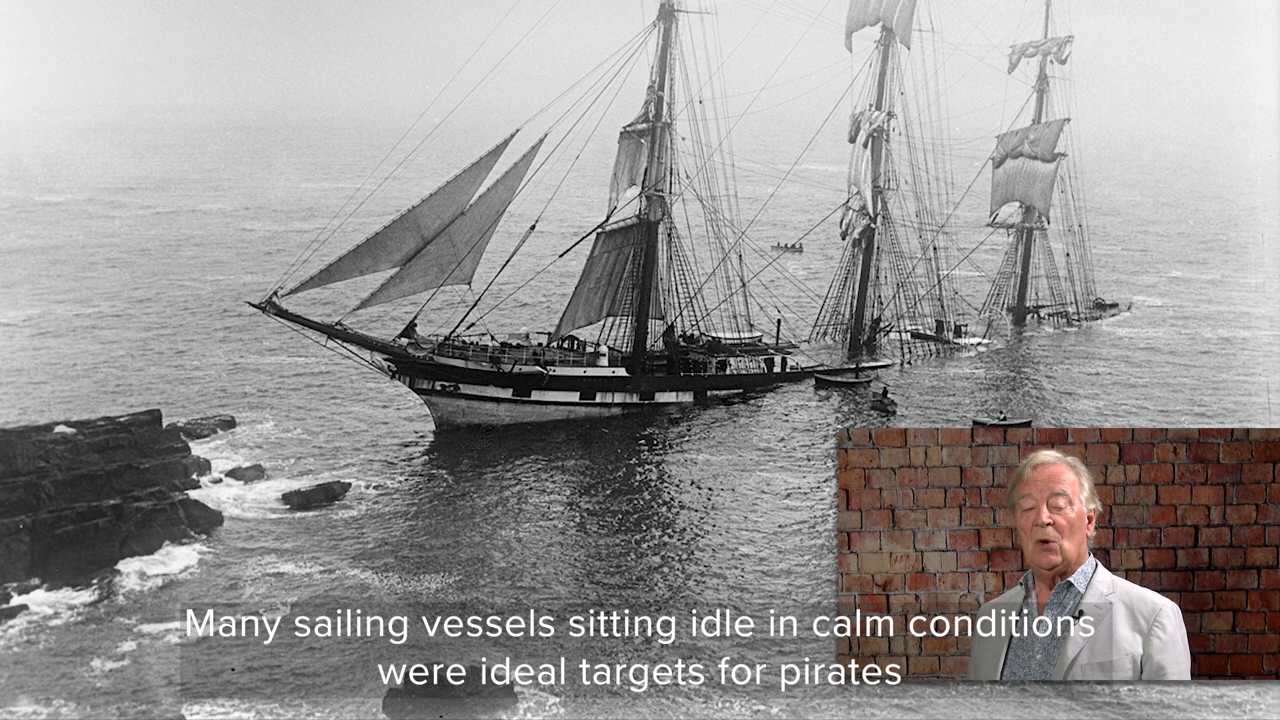 Many sailing vessels sitting idle in calm conditions
were ideal targets for pirates